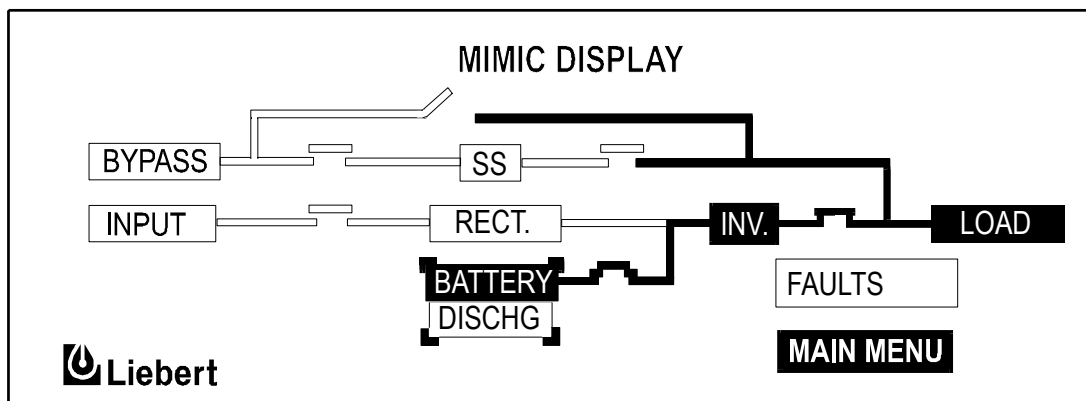 MIMIC DISPLAY
BYPASS
SS
INPUT
RECT.
INV.
LOAD
BATTERY
DISCHG
FAULTS
MAIN MENU
Liebert